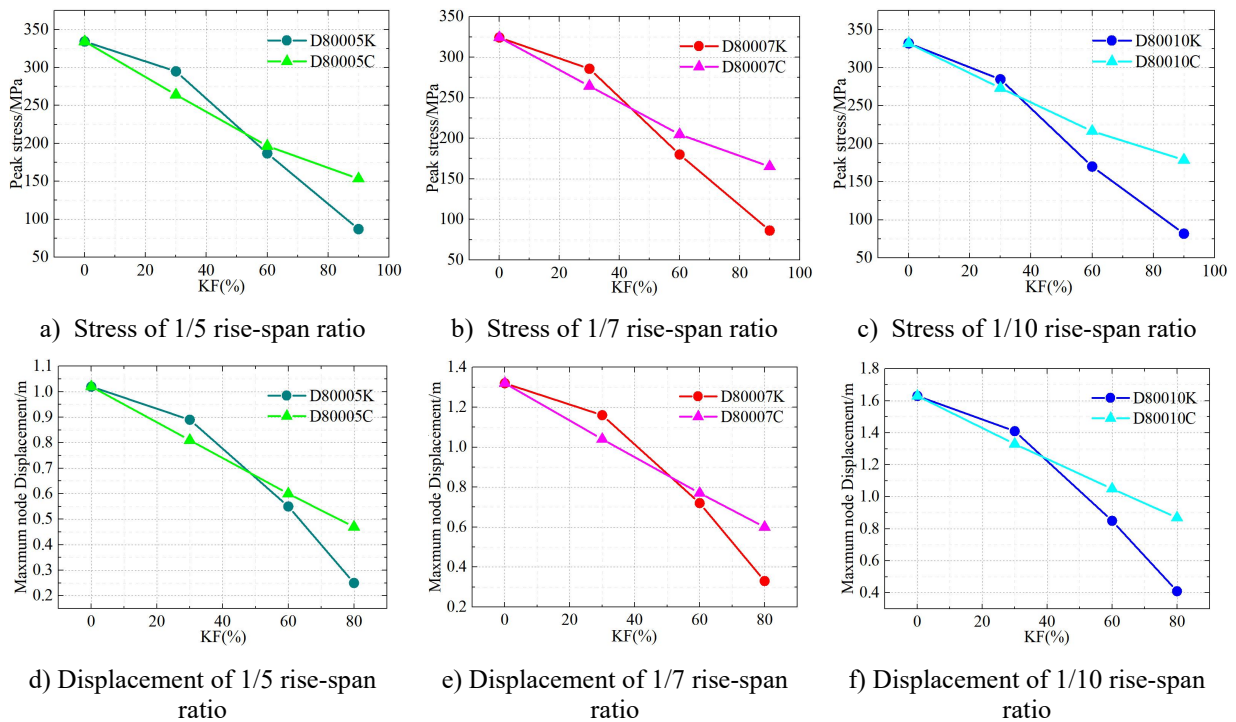 350
300
250
200
150
100
50
Peak stress/MPa
D80005K
D80005C
0 20 40 60 80 100
KF(%)
a) Stress of 1/5 rise-span ratio
350
300
250
200
150
100
50
Peak stress/MPa
D80007K
D80007C
0 20 40 60 80 100
KF(%)
b) Stress of 1/7 rise-span ratio
350
300
250
200
150
100
50
Peak stress/MPa
D80010K
D80010C
0 20 40 60 80 100
KF(%)
c) Stress of 1/10 rise-span ratio
1.1
1.0
0.9
0.8
0.7
0.6
0.5
0.4
0.3
0.2
Maxmum node Displacement/m
D80005K
D80005C
0 20 40 60 80
KF(%)
d) Displacement of 1/5 rise-span
ratio
1.4
1.2
1.0
0.8
0.6
0.4
0.2
Maxmum node Displacement/m
D80007K
D80007C
0 20 40 60 80
KF(%)
e) Displacement of 1/7 rise-span
ratio
1.8
1.6
1.4
1.2
1.0
0.8
0.6
0.4
Maxmum node Displacement/m
D80010K
D80010C
0 20 40 60 80
KF(%)
f) Displacement of 1/10 rise-span
ratio